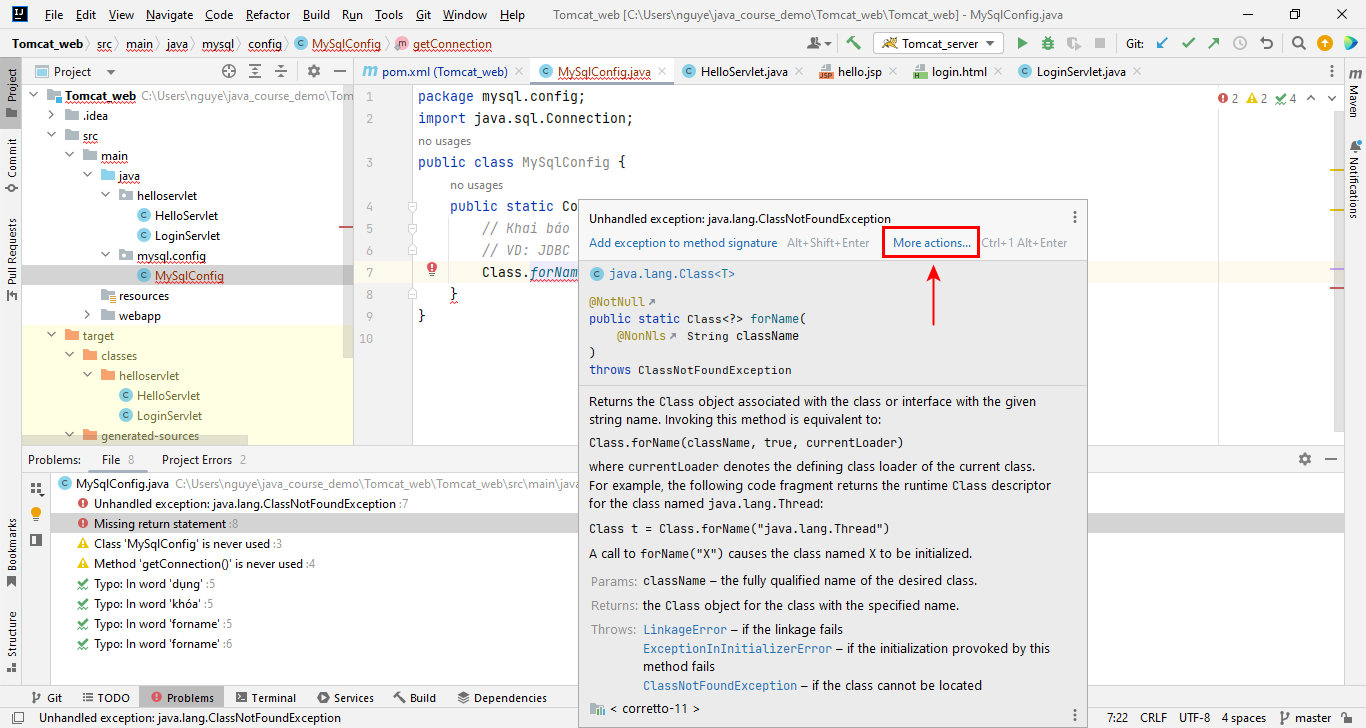 File Edit View Navigate Code Refactor Build Run Tools Git Window Help Tomcat_web [C:\Users\nguye\java_course_demo\Tomcat_web\Tomcat_web] - MySqlConfig.java
Tomcat_web src main java mysql config MySqlConfig getConnection Tomcat_server Git:
Project
pom.xml (Tomcat_web) MySqlConfig.java HelloServlet.java hello.jsp login.html LoginServlet.java
Project
Commit
Pull Requests
Bookmarks
Structure
Maven
Notifications
Tomcat_web C:\Users\nguye\java_course_demo\Tom
.idea
src
main
java
helloservlet
HelloServlet
LoginServlet
mysql.config
MySqlConfig
resources
webapp
target
classes
helloservlet
HelloServlet
LoginServlet
generated-sources
2 2 4
1 package mysql.config;
2 import java.sql.Connection;
no usages
3 public class MySqlConfig {
no usages
4 public static Co
5 // Khai báo
6 // VD: JDBC
7 Class.forNam
8 }
9 }
10
Unhandled exception: java.lang.ClassNotFoundException
Add exception to method signature Alt+Shift+Enter More actions... Ctrl+1 Alt+Enter
java.lang.Class<T>
@NotNull
public static Class<?> forName(
@NonNls String className
)
throws ClassNotFoundException
Returns the Class object associated with the class or interface with the given
string name. Invoking this method is equivalent to:
Class.forName(className, true, currentLoader)
where currentLoader denotes the defining class loader of the current class.
For example, the following code fragment returns the runtime Class descriptor
for the class named java.lang.Thread:
Class t = Class.forName("java.lang.Thread")
A call to forName("X") causes the class named X to be initialized.
Params: className – the fully qualified name of the desired class.
Returns: the Class object for the class with the specified name.
Throws: LinkageError – if the linkage fails
ExceptionInInitializerError – if the initialization provoked by this
method fails
ClassNotFoundException – if the class cannot be located
< corretto-11 >
Problems: File 8 Project Errors 2
MySqlConfig.java C:\Users\nguye\java_course_demo\Tomcat_web\Tomcat_web\src\main\java
Unhandled exception: java.lang.ClassNotFoundException :7
Missing return statement :8
Class 'MySqlConfig' is never used :3
Method 'getConnection()' is never used :4
Typo: In word 'dụng' :5
Typo: In word 'khóa' :5
Typo: In word 'forname' :5
Typo: In word 'forname' :6
Git TODO Problems Terminal Services Build Dependencies
Unhandled exception: java.lang.ClassNotFoundException 7:22 CRLF UTF-8 4 spaces master